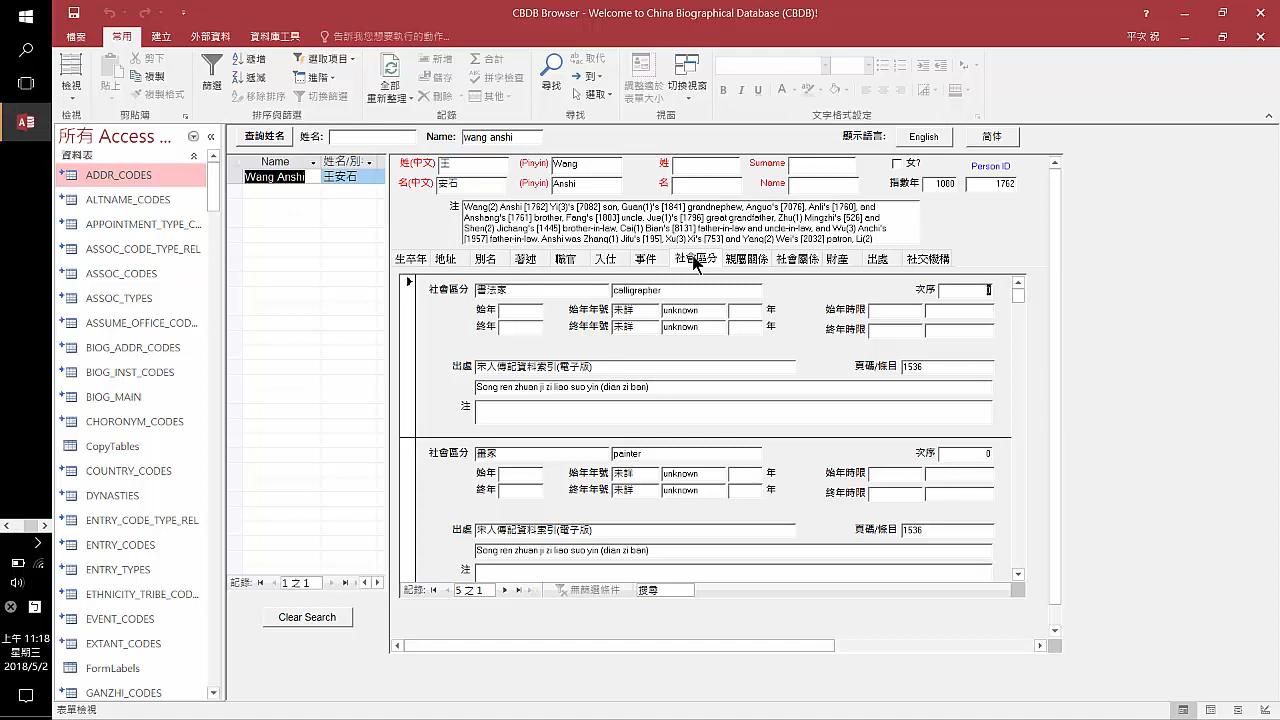 CBDB Browser - Welcome to China Biographical Database (CBDB)!
檔案 常用 建立 外部資料 資料庫工具 告訴我您想要執行的動作... 平次 祝
檢視 貼上 剪下 複製 複製格式 篩選 遞增 遞減 移除排序 選取項目 進階 切換篩選 全部重新整理 新增 儲存 刪除 合計 拼字檢查 其他 尋找 取代 到 選取 調整適於表單大小 切換視窗
檢視 剪貼簿 排序與篩選 記錄 尋找 視窗 文字格式設定
所有 Access ...
資料表
ADDR_CODES
ALTNAME_CODES
APPOINTMENT_TYPE_C...
ASSOC_CODE_TYPE_REL
ASSOC_CODES
ASSOC_TYPES
ASSUME_OFFICE_COD...
BIOG_ADDR_CODES
BIOG_INST_CODES
BIOG_MAIN
CHORONYM_CODES
CopyTables
COUNTRY_CODES
DYNASTIES
ENTRY_CODE_TYPE_REL
ENTRY_CODES
ENTRY_TYPES
ETHNICITY_TRIBE_COD...
EVENT_CODES
EXTANT_CODES
FormLabels
GANZHI_CODES
查詢姓名 姓名: Name: wang anshi 顯示語言: English 简体
Name 姓名/別:
Wang Anshi 王安石
姓(中文) 王 (Pinyin) Wang 姓 Surname 女? Person ID
名(中文) 安石 (Pinyin) Anshi 名 name 指數年 1000 1762
注 Wang(2) Anshi [1762] Yi(3)'s [7082] son, Guan(1)'s [1841] grandnephew, Anguo's [7076], Anli's [1760], and
Anshang's [1761] brother, Fang's [1803] uncle, Jue(1)'s [1796] great grandfather, Zhu(1) Mingzhi's [526] and
Shen(2) Jichang's [1445] brother-in-law, Cai(1) Bian's [8131] father-in-law and uncle-in-law, and Wu Anchi's
[1957] father-in-law. Anshi was Zhang(1) Jifu's [195], Xu(3) Xi's [753] and Yang(2) Wei's [2032] patron, Li(2)
生卒年 地址 別名 著述 職官 入仕 事件 社會區分 親屬關係 社會關係 財產 出處 社交機構
社會區分 書法家 calligrapher 次序 1
始年 始年年號 未詳 unknown 年 始年時限
終年 終年年號 未詳 unknown 年 終年時限
出處 宋人傳記資料索引(電子版) 頁碼/條目 1536
Song ren zhuan ji zi liao suo yin (dian zi ban)
注
社會區分 畫家 painter 次序 0
始年 始年年號 未詳 unknown 年 始年時限
終年 終年年號 未詳 unknown 年 終年時限
出處 宋人傳記資料索引(電子版) 頁碼/條目 1536
Song ren zhuan ji zi liao suo yin (dian zi ban)
注
記錄: 1 之 1
記錄: 5 之 1 無篩選條件 搜尋
Clear Search
上午 11:18
星期三
2018/5/2
表單檢視